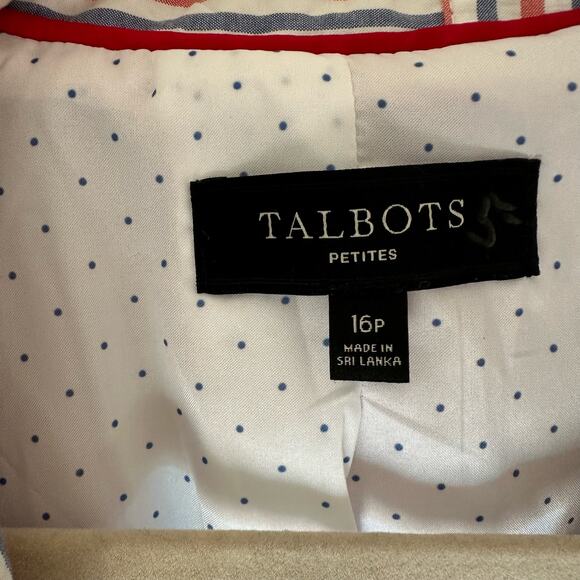 TALBOTS
PETITES
16P
MADE IN
SRI LANKA